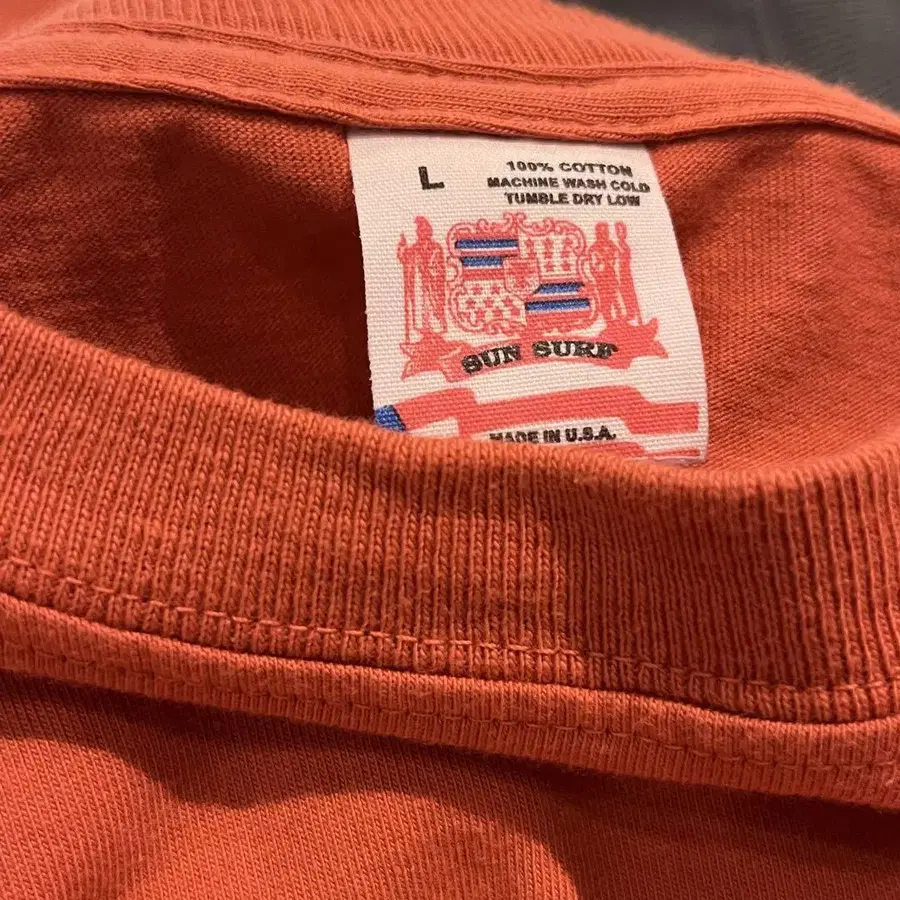 L
100% COTTON
MACHINE WASH COLD
TUMBLE DRY LOW
SUN SURF
MADE IN U.S.A.